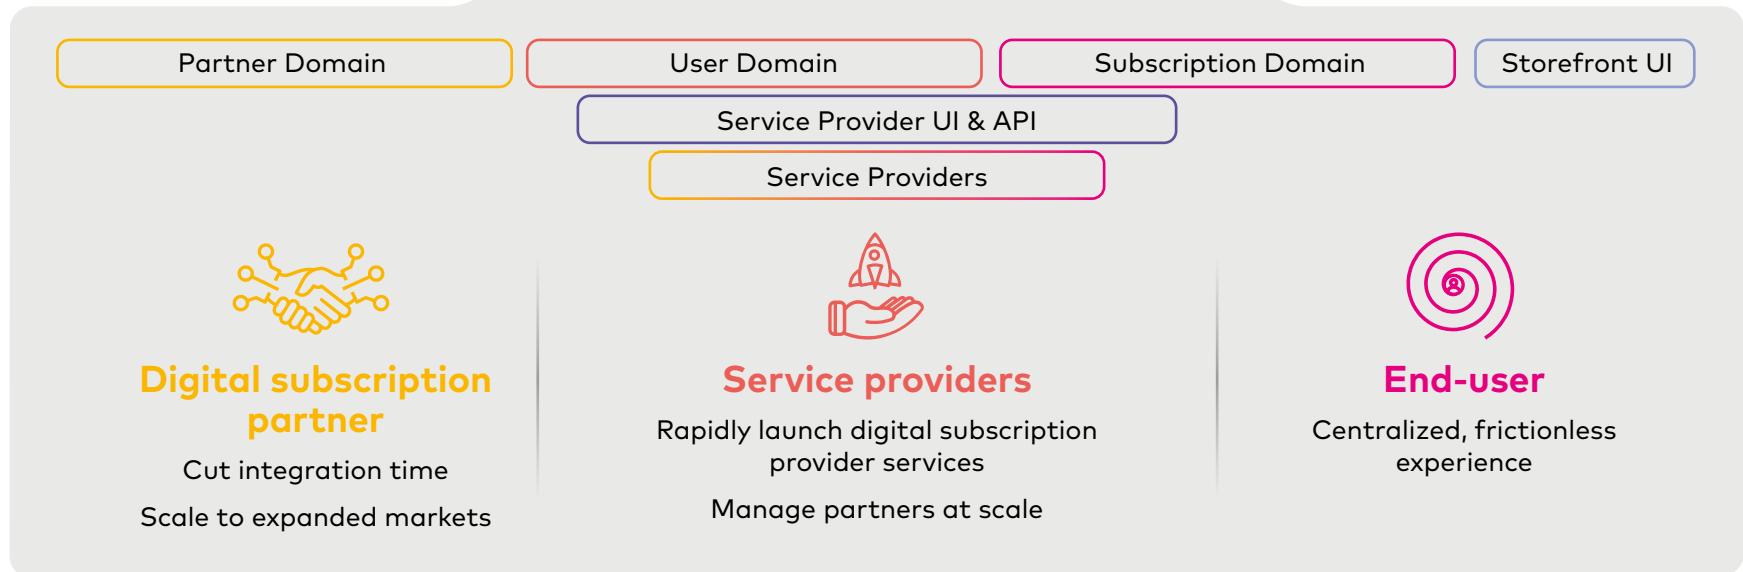 Partner Domain
User Domain
Subscription Domain
Storefront UI
Service Provider UI & API
Service Providers
Digital subscription
partner
Cut integration time
Scale to expanded markets
Service providers
Rapidly launch digital subscription
provider services
Manage partners at scale
End-user
Centralized, frictionless
experience